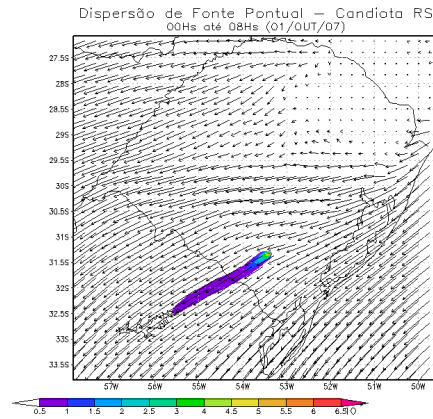 Dispersão de Fonte Pontual – Candiota RS
00Hs até 08Hs (01/OUT/07)
27.5S
28S
28.5S
29S
29.5S
30S
30.5S
31S
31.5S
32S
32.5S
33S
33.5S
57W 56W 55W 54W 53W 52W 51W 50W
0.5 1 1.5 2 2.5 3 4 4.5 5 5.5 6 6.5